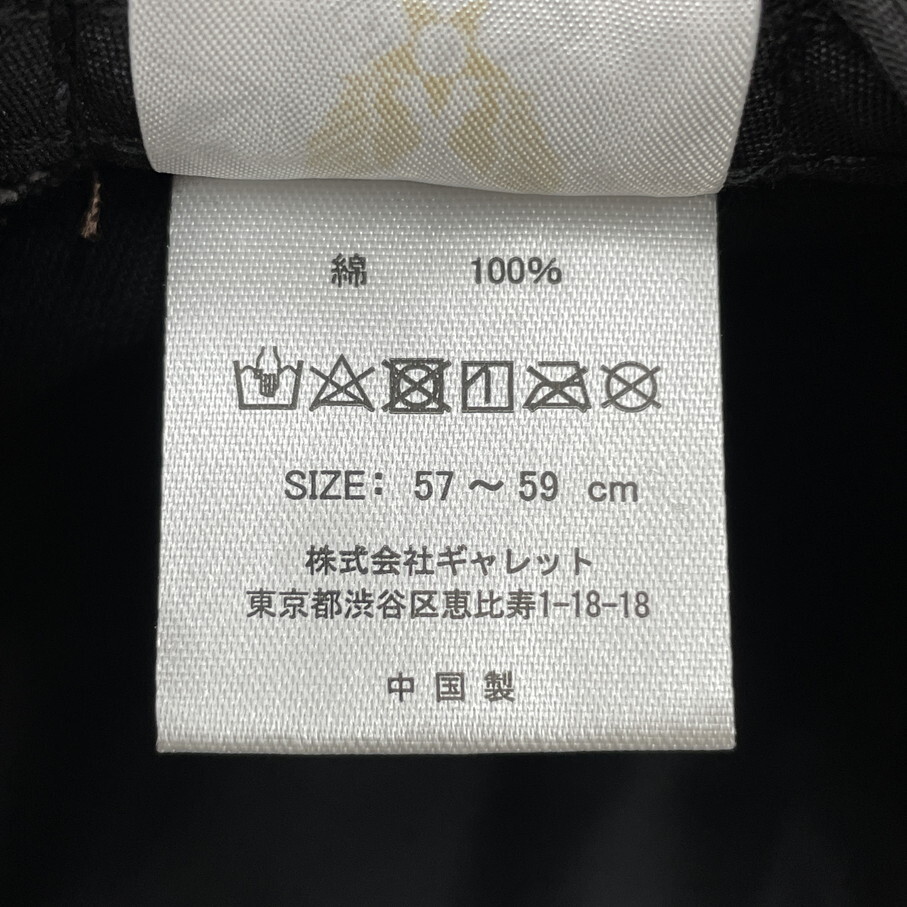 綿 100%
SIZE: 57～59 cm
株式会社ギャレット
東京都渋谷区恵比寿1-18-18
中国製